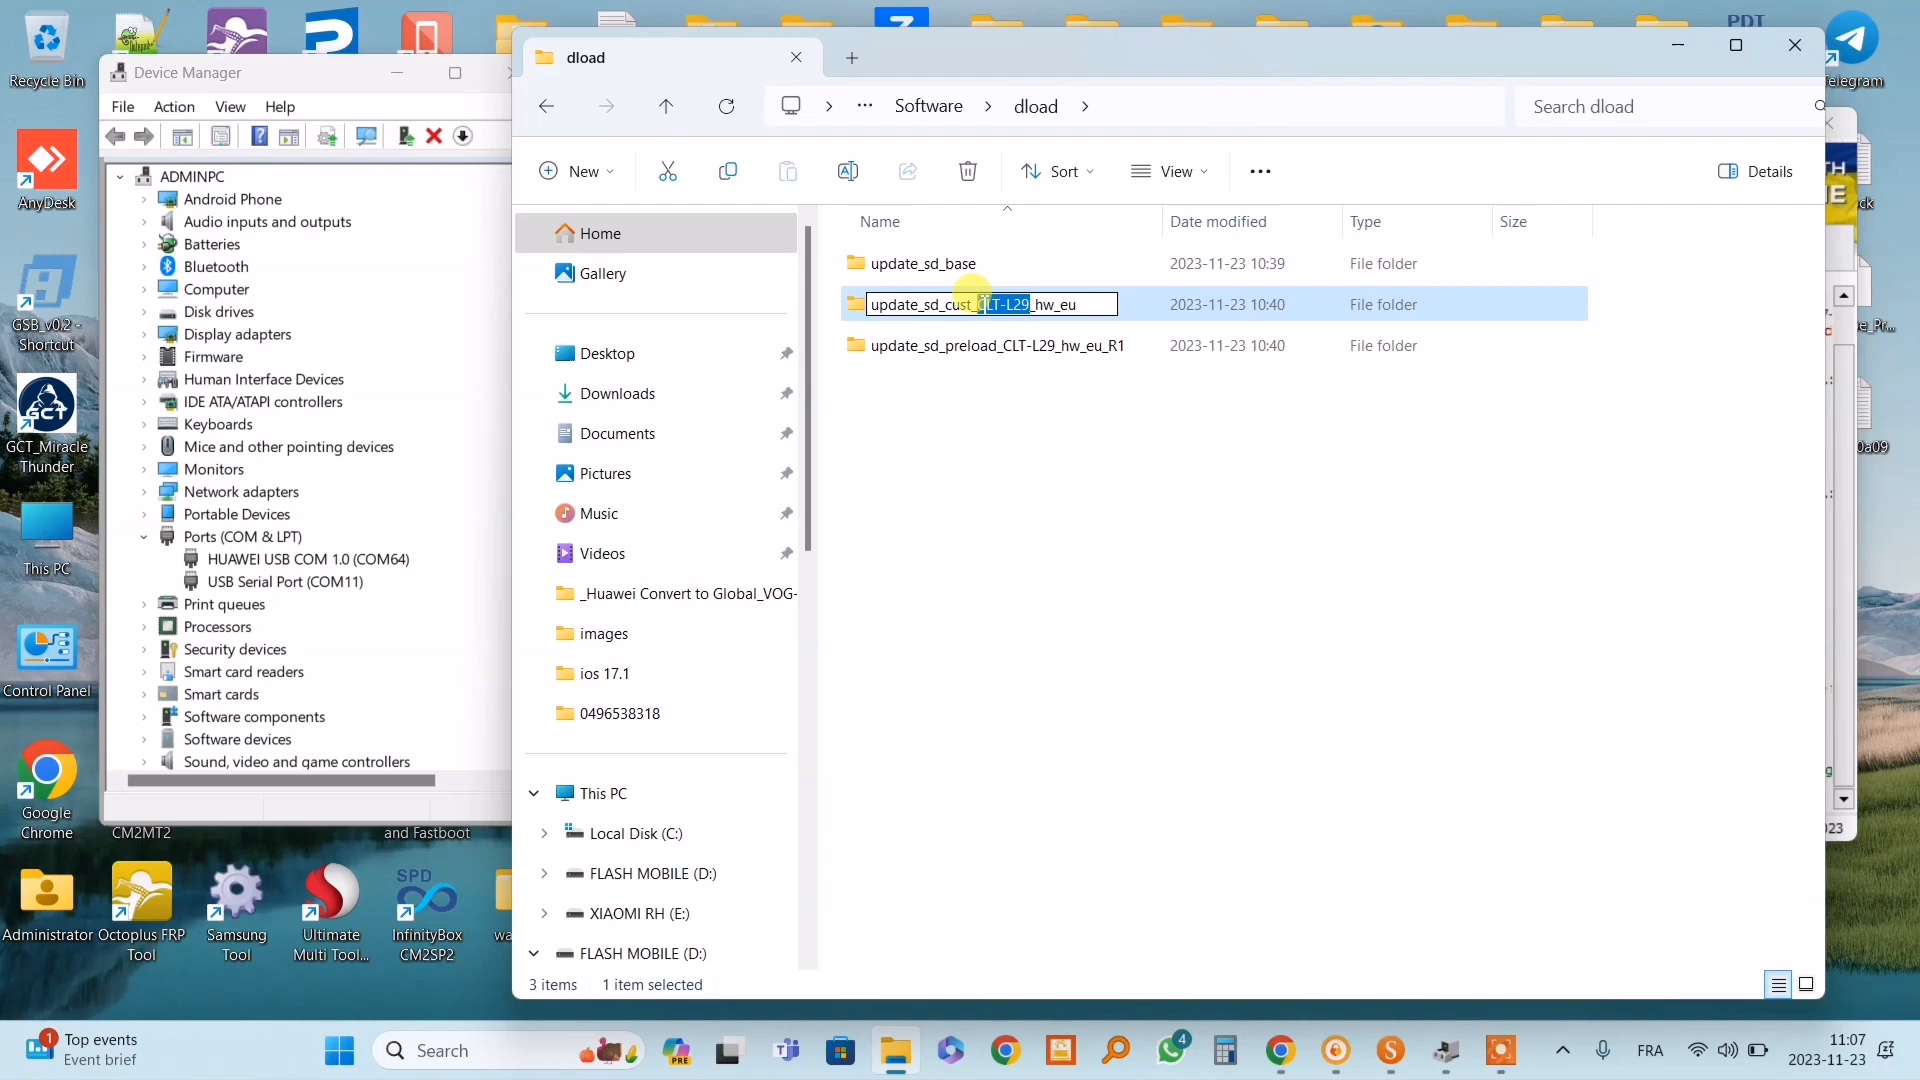 Recycle Bin
AnyDesk
GSB_v0.2 -
Shortcut
GCT
GCT_Miracle
Thunder
This PC
Control Panel
Google
Chrome
CM2MT2
and Fastboot
Administrator
Octoplus FRP
Tool
Samsung
Tool
Ultimate
Multi Tool...
SPD
InfinityBox
CM2SP2
PDT
Telegram
Device Manager
File Action View Help
ADMINPC
Android Phone
Audio inputs and outputs
Batteries
Bluetooth
Computer
Disk drives
Display adapters
Firmware
Human Interface Devices
IDE ATA/ATAPI controllers
Keyboards
Mice and other pointing devices
Monitors
Network adapters
Portable Devices
Ports (COM & LPT)
HUAWEI USB COM 1.0 (COM64)
USB Serial Port (COM11)
Print queues
Processors
Security devices
Smart card readers
Smart cards
Software components
Software devices
Sound, video and game controllers
dload
… Software dload
Search dload
New
Sort
View
Details
Home
Gallery
Desktop
Downloads
Documents
Pictures
Music
Videos
_Huawei Convert to Global_VOG-
images
ios 17.1
0496538318
This PC
Local Disk (C:)
FLASH MOBILE (D:)
XIAOMI RH (E:)
FLASH MOBILE (D:)
Name Date modified Type Size
update_sd_base 2023-11-23 10:39 File folder
update_sd_cust_CLT-L29_hw_eu 2023-11-23 10:40 File folder
update_sd_preload_CLT-L29_hw_eu_R1 2023-11-23 10:40 File folder
3 items 1 item selected
1
Top events
Event brief
Search
PRE
4
FRA
11:07
2023-11-23